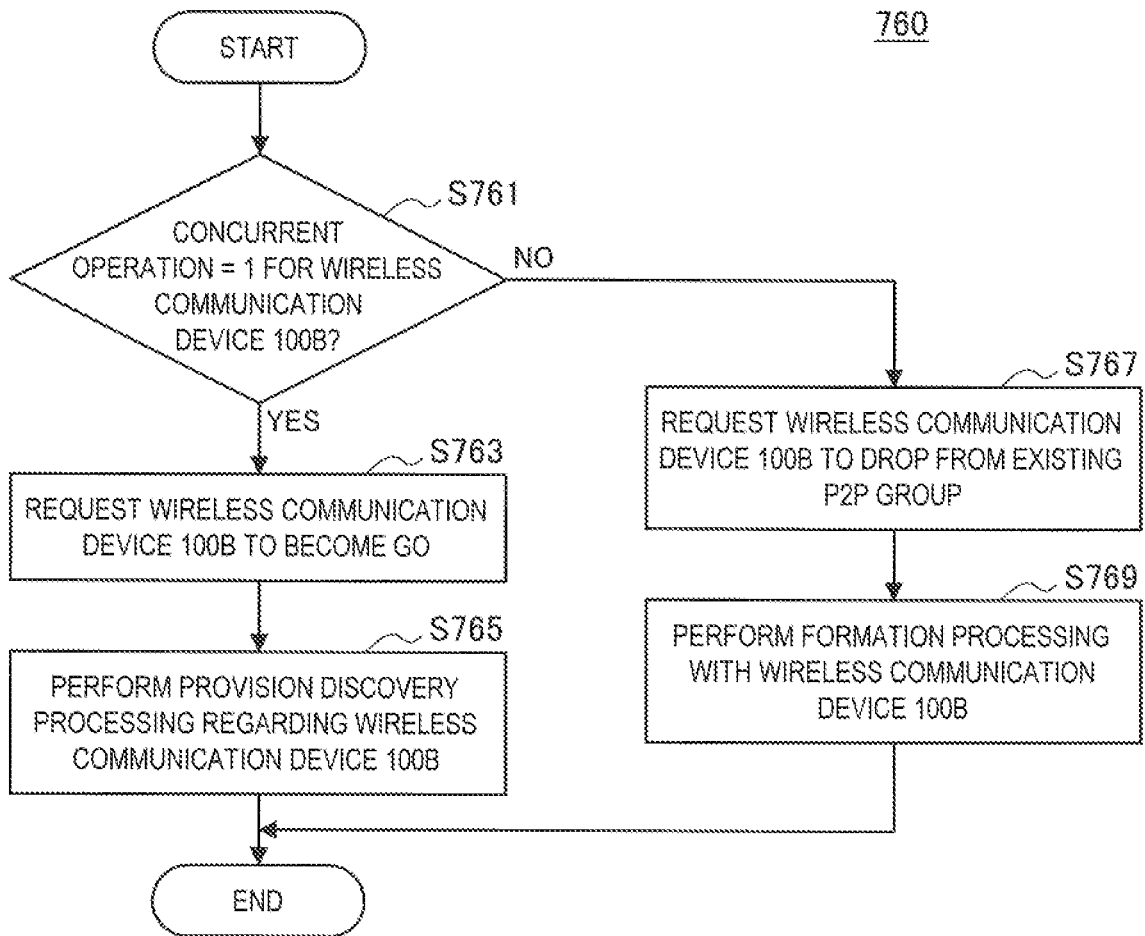 760
START
S761
CONCURRENT
OPERATION = 1 FOR WIRELESS
COMMUNICATION
DEVICE 100B?
NO
YES
S763
REQUEST WIRELESS COMMUNICATION
DEVICE 100B TO BECOME GO
S765
PERFORM PROVISION DISCOVERY
PROCESSING REGARDING WIRELESS
COMMUNICATION DEVICE 100B
S767
REQUEST WIRELESS COMMUNICATION
DEVICE 100B TO DROP FROM EXISTING
P2P GROUP
S769
PERFORM FORMATION PROCESSING
WITH WIRELESS COMMUNICATION
DEVICE 100B
END